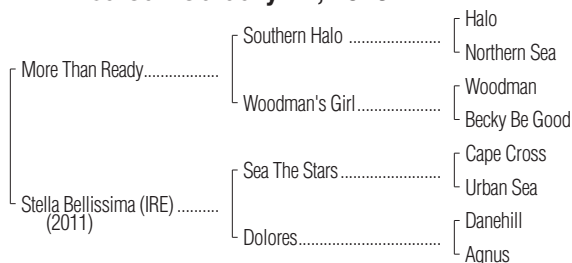 Halo
Southern Halo
Northern Sea
More Than Ready
Woodman
Woodman's Girl
Becky Be Good
Cape Cross
Sea The Stars
Urban Sea
Stella Bellissima (IRE)
(2011)
Danehill
Dolores
Agnus